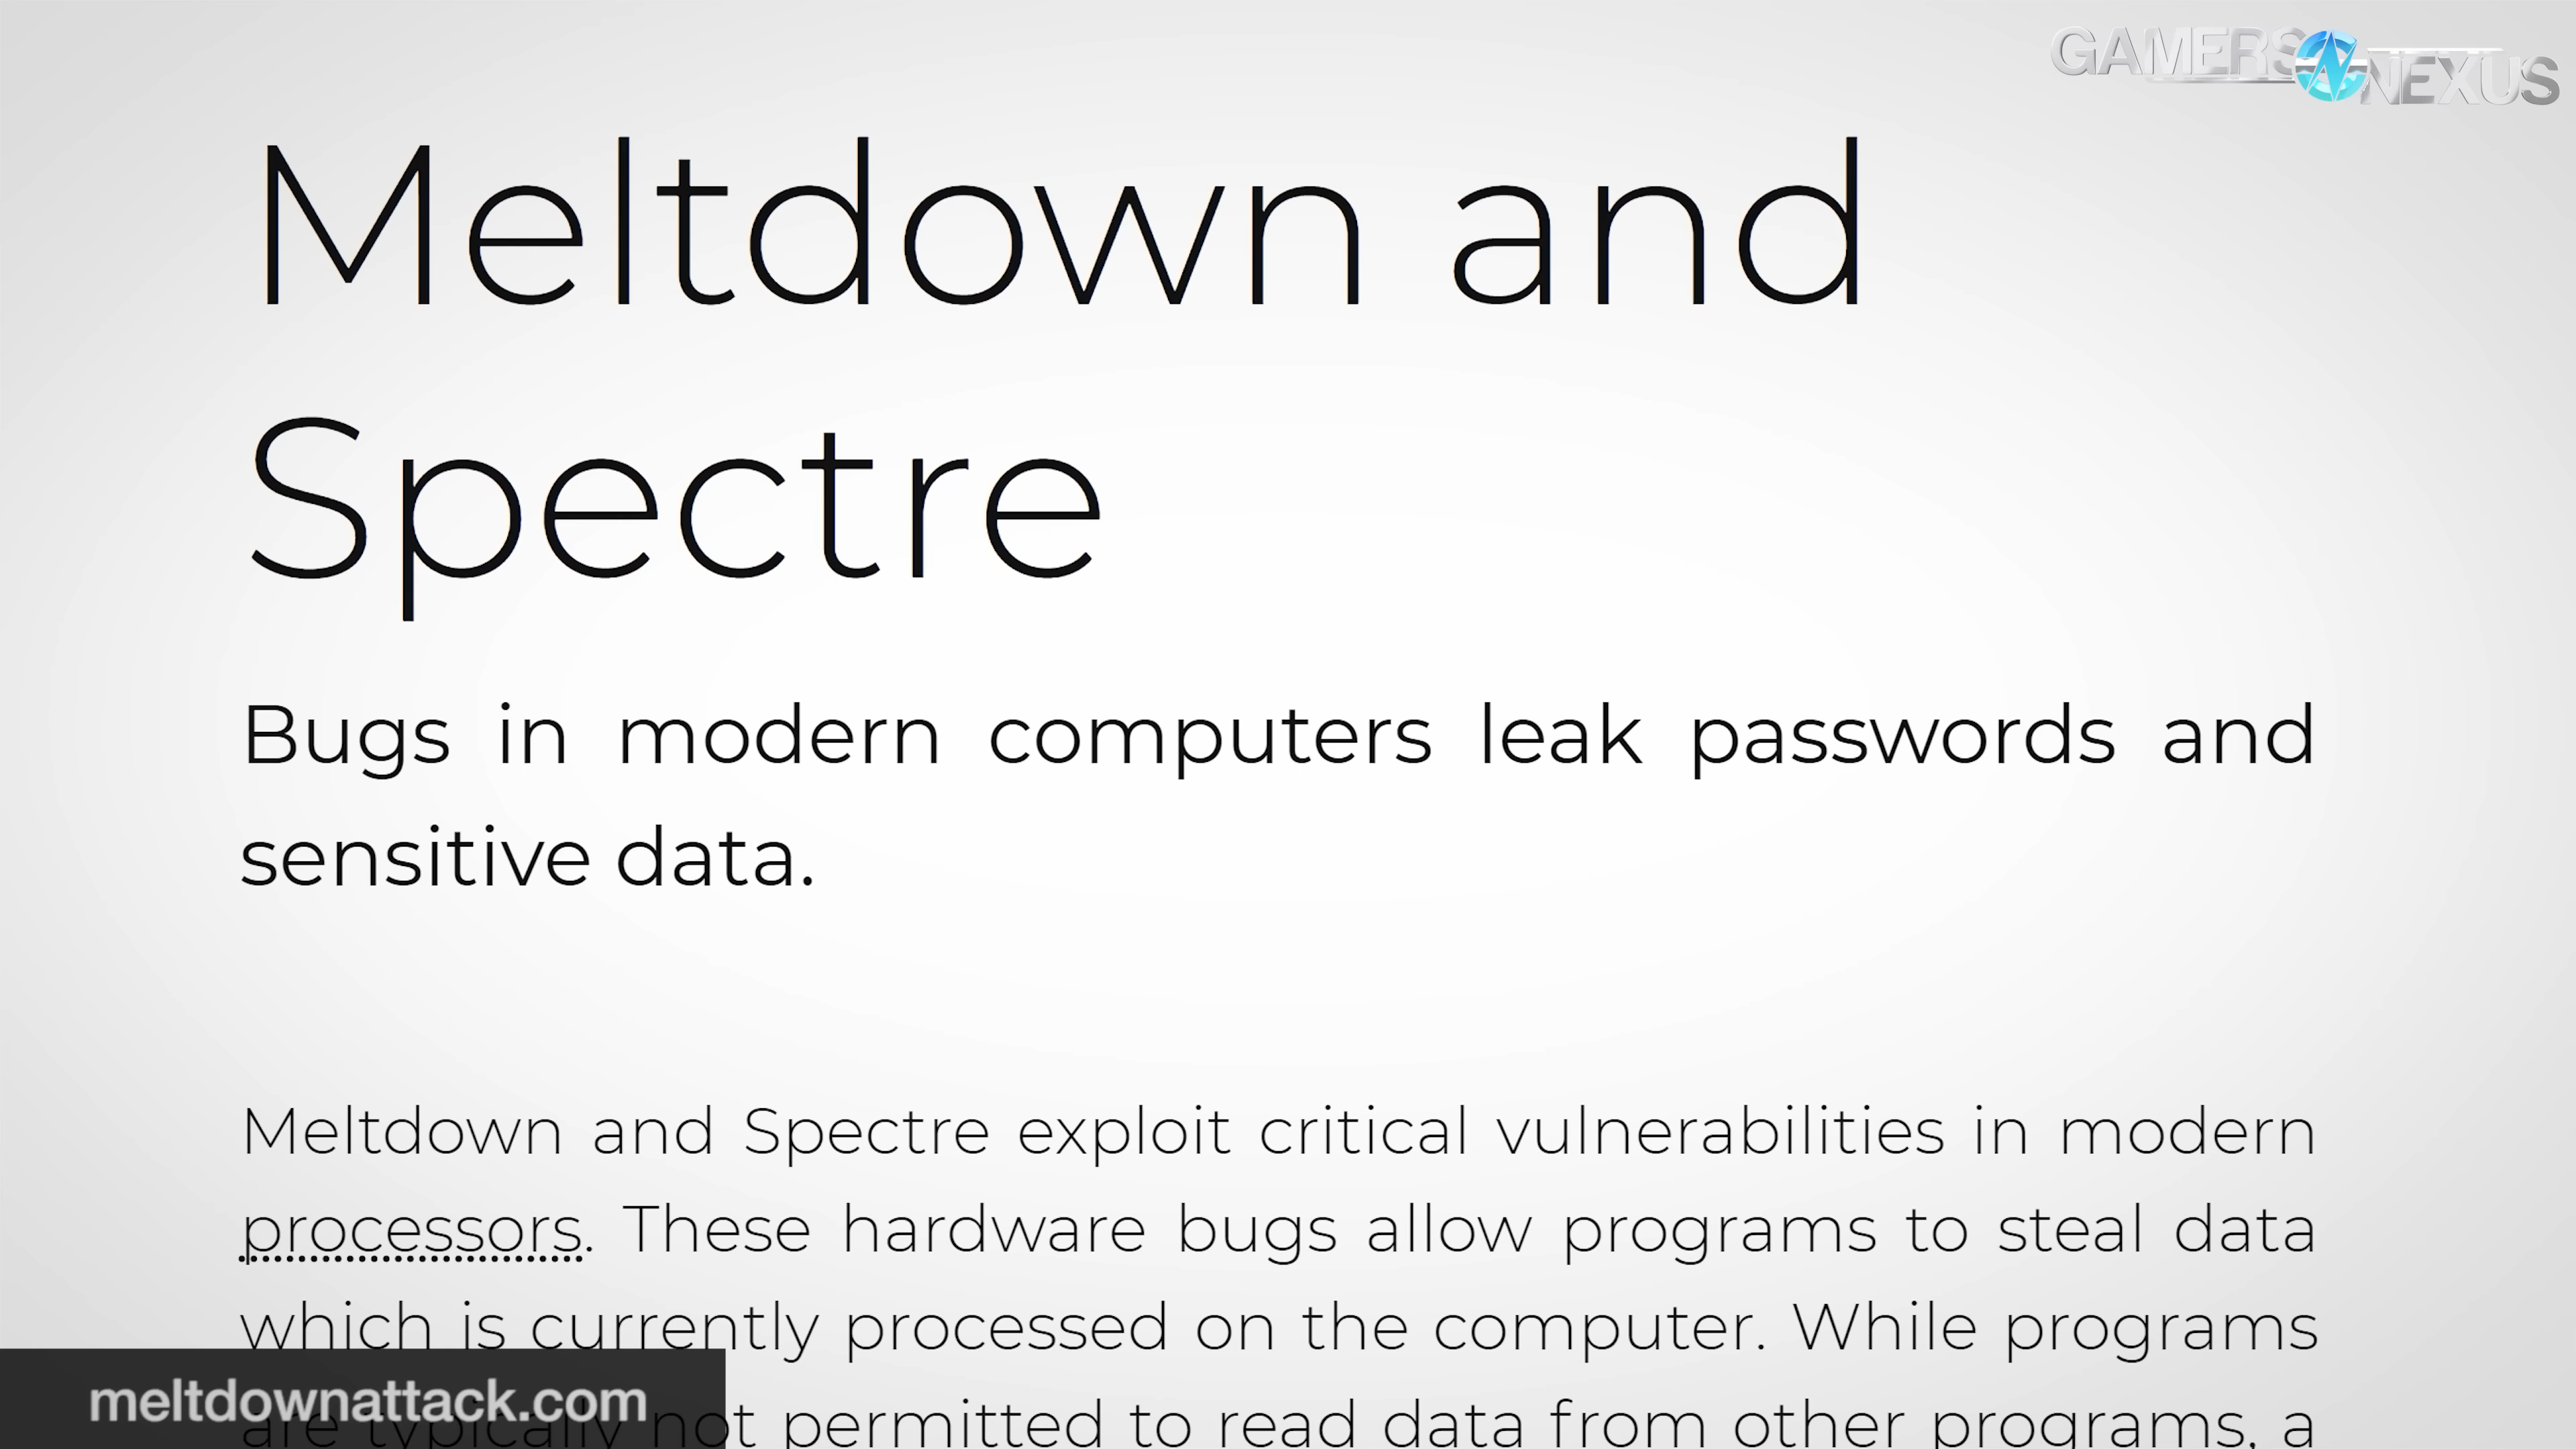 GAMERS NEXUS
Meltdown and
Spectre
Bugs in modern computers leak passwords and
sensitive data.
Meltdown and Spectre exploit critical vulnerabilities in modern
processors. These hardware bugs allow programs to steal data
which is currently processed on the computer. While programs
are typically not permitted to read data from other programs, a
meltdownattack.com